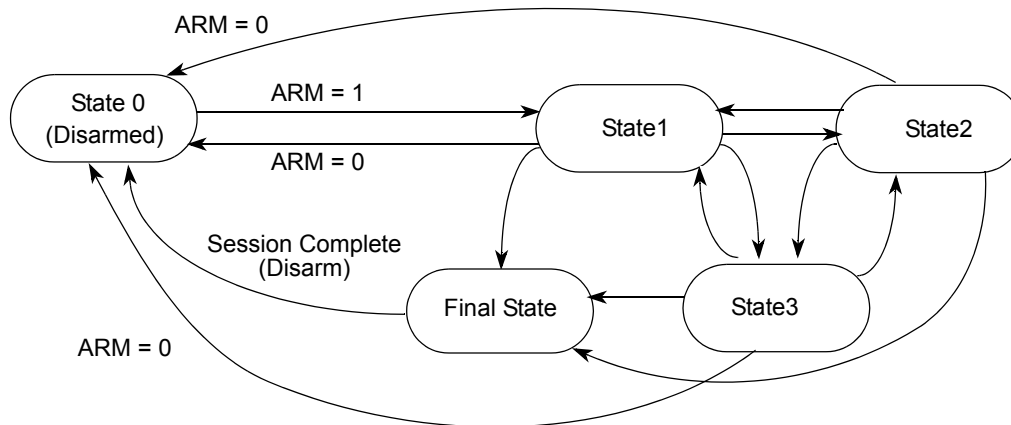 ARM = 0
State 0
(Disarmed)
ARM = 1
State1
State2
ARM = 0
Session Complete
(Disarm)
Final State
State3
ARM = 0